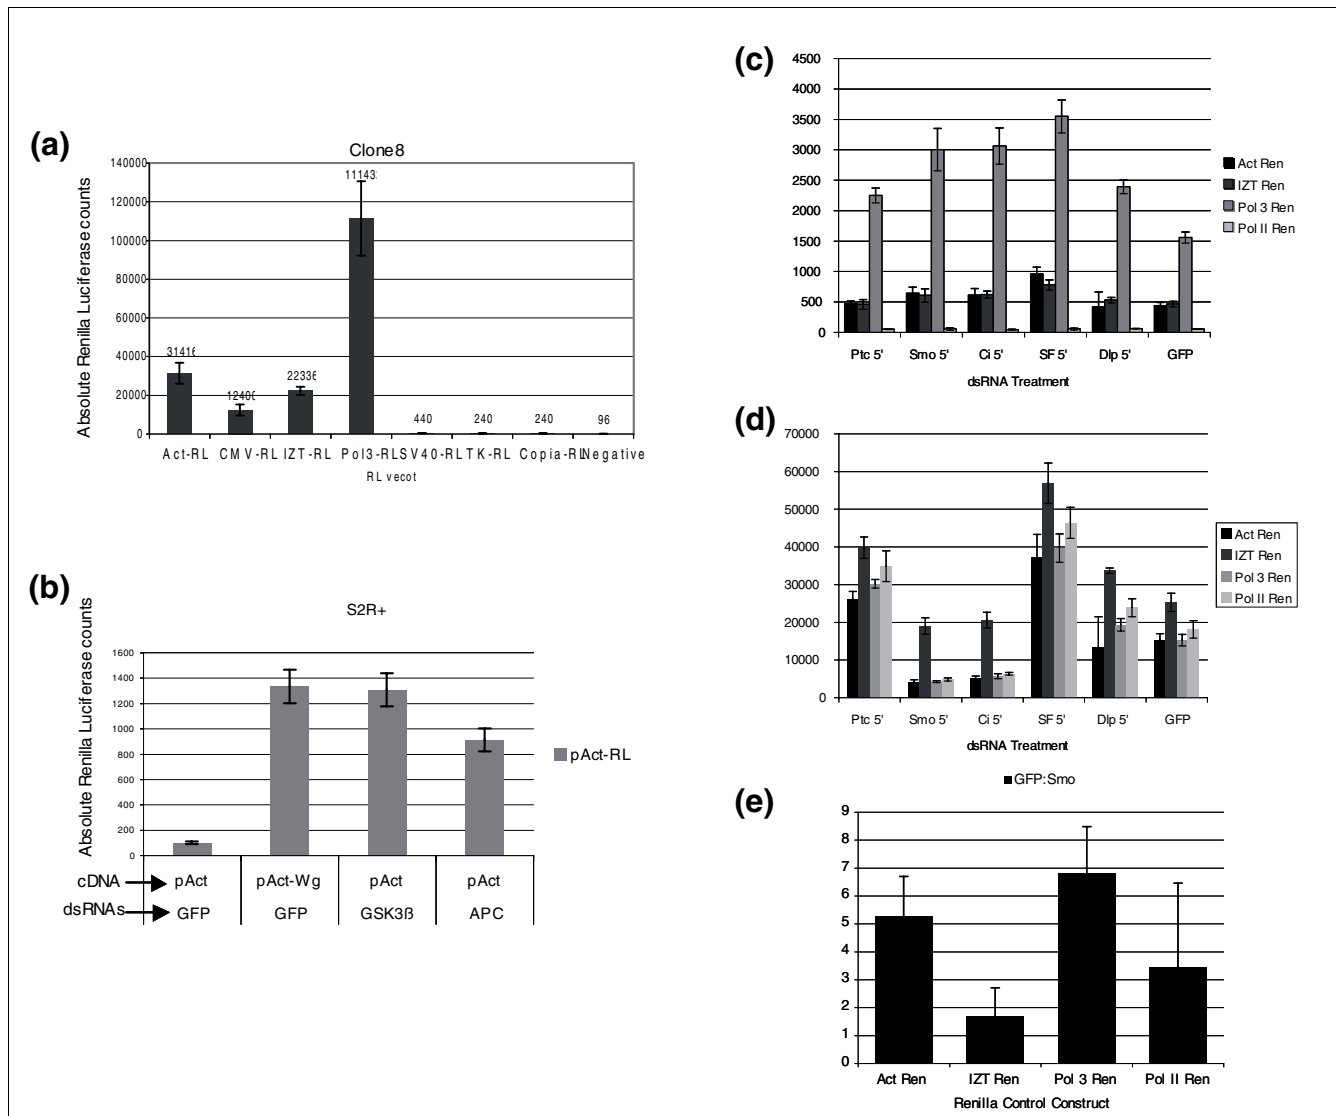 (a)
Clone8
Absolute Renilla Luciferase counts
140000
120000
100000
80000
60000
40000
20000
0
31416
12400
22336
11143
440
240
240
96
Act-RL CMV-RL IZT-RL Pol3-RL SV40-RL TK-RL Copia-RL Negative
RL vecot
(b)
S2R+
Absolute Renilla Luciferase counts
1600
1400
1200
1000
800
600
400
200
0
pAct-RL
cDNA pAct pAct-Wg pAct pAct
dsRNAs GFP GFP GSK3ß APC
(c)
4500
4000
3500
3000
2500
2000
1500
1000
500
0
Ptc 5' Smo 5' Ci 5' SF 5' Dlp 5' GFP
dsRNA Treatment
Act Ren
IZT Ren
Pol 3 Ren
Pol II Ren
(d)
70000
60000
50000
40000
30000
20000
10000
0
Ptc 5' Smo 5' Ci 5' SF 5' Dlp 5' GFP
dsRNA Treatment
Act Ren
IZT Ren
Pol 3 Ren
Pol II Ren
(e)
GFP:Smo
9
8
7
6
5
4
3
2
1
0
Act Ren IZT Ren Pol 3 Ren Pol II Ren
Renilla Control Construct